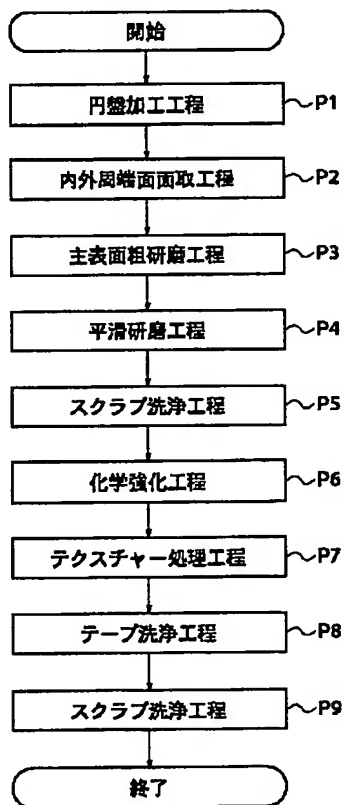 開始
円盤加工工程 P1
内外周端面面取工程 P2
主表面粗研磨工程 P3
平滑研磨工程 P4
スクラブ洗浄工程 P5
化学強化工程 P6
テクスチャー処理工程 P7
テープ洗浄工程 P8
スクラブ洗浄工程 P9
終了